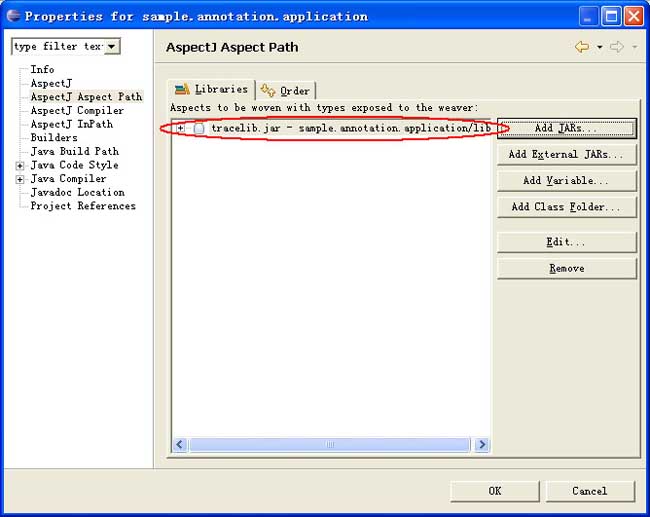 Properties for sample.annotation.application
type filter tex
AspectJ Aspect Path
Info
AspectJ
AspectJ Aspect Path
AspectJ Compiler
AspectJ InPath
Builders
Java Build Path
Java Code Style
Java Compiler
Javadoc Location
Project References
Libraries
Order
Aspects to be woven with types exposed to the weaver:
tracelib.jar - sample.annotation.application/lib
Add JARs...
Add External JARs...
Add Variable...
Add Class Folder...
Edit...
Remove
OK
Cancel